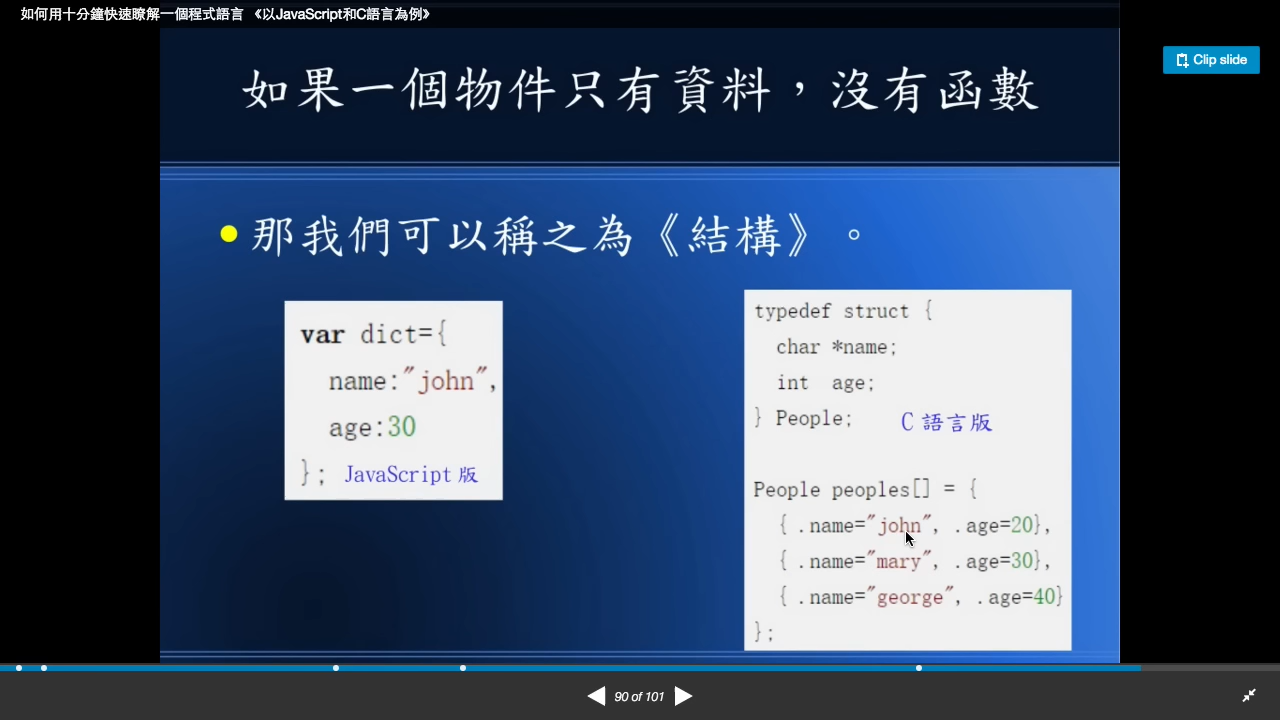 如何用十分鐘快速瞭解一個程式語言 《以JavaScript和C語言為例》
Clip slide
如果一個物件只有資料,沒有函數
那我們可以稱之為《結構》。
var dict={
name:"john",
age:30
}; JavaScript 版
typedef struct {
char *name;
int age;
} People; C 語言版
People peoples[] = {
{ .name="john", .age=20},
{ .name="mary", .age=30},
{ .name="george", .age=40}
};
90 of 101